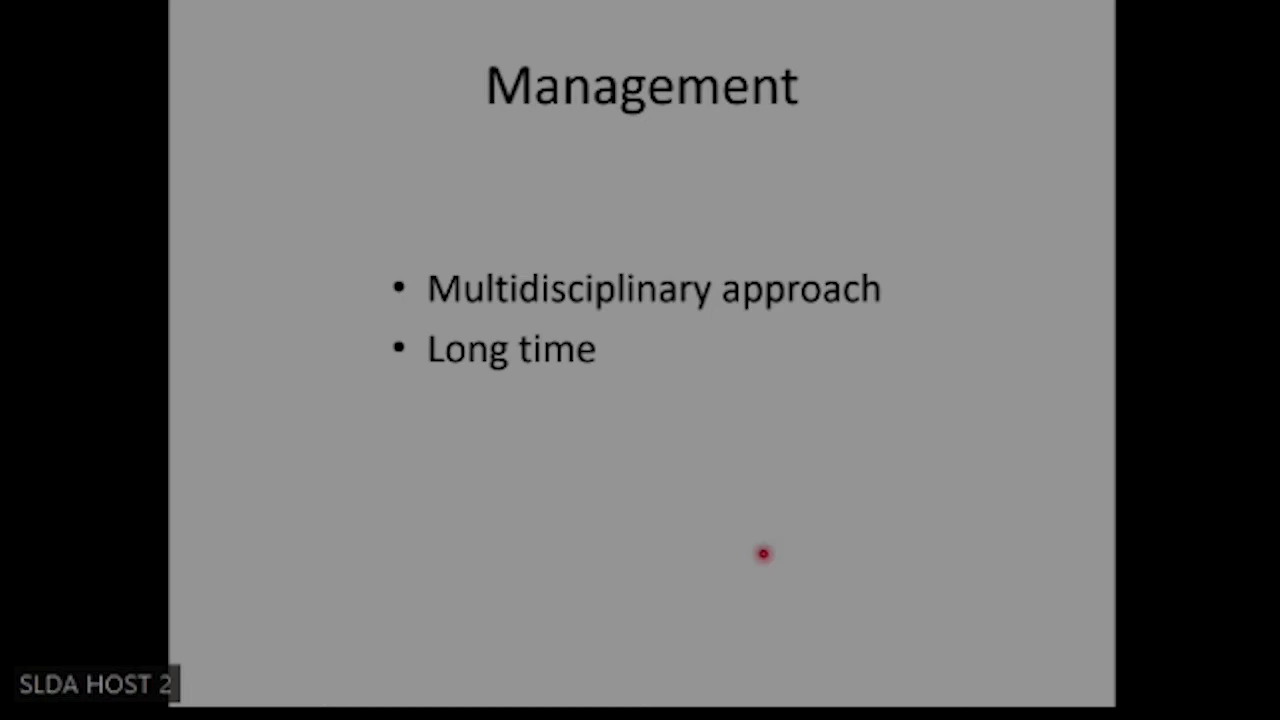 Management
• Multidisciplinary approach
• Long time
SLDA HOST 2